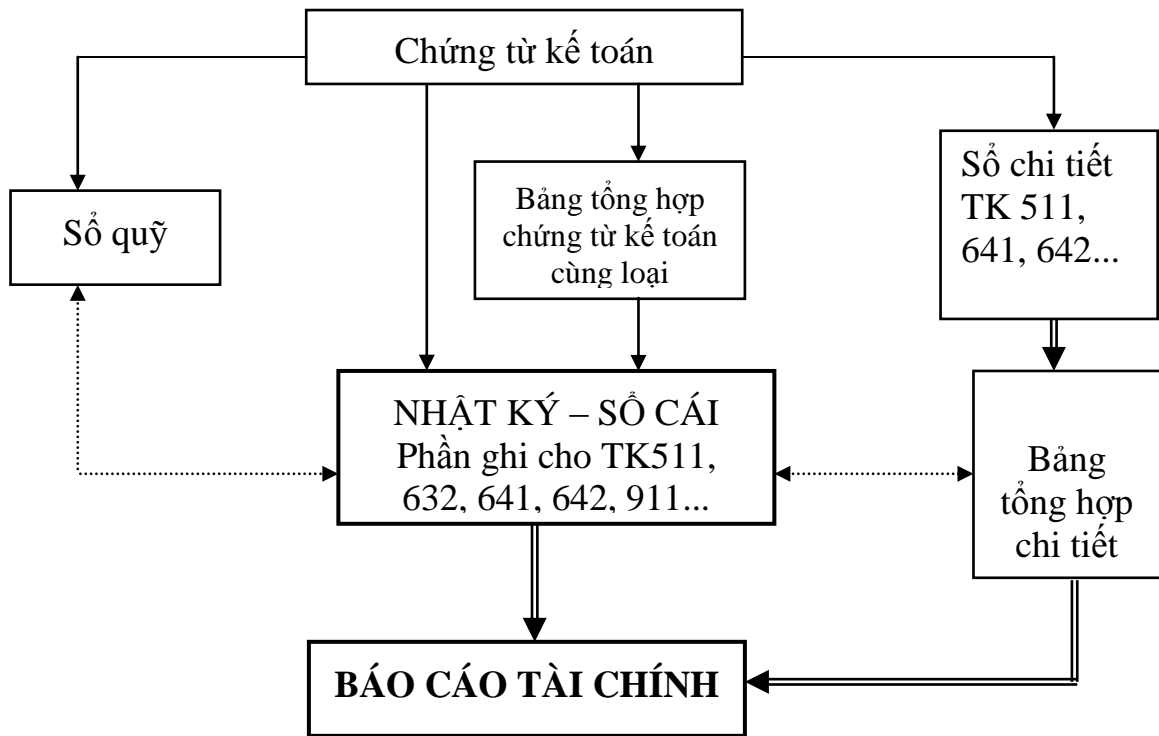 Chứng từ kế toán
Sổ quỹ
Bảng tổng hợp
chứng từ kế toán
cùng loại
Sổ chi tiết
TK 511,
641, 642...
NHẬT KÝ – SỔ CÁI
Phần ghi cho TK511,
632, 641, 642, 911...
Bảng
tổng hợp
chi tiết
BÁO CÁO TÀI CHÍNH